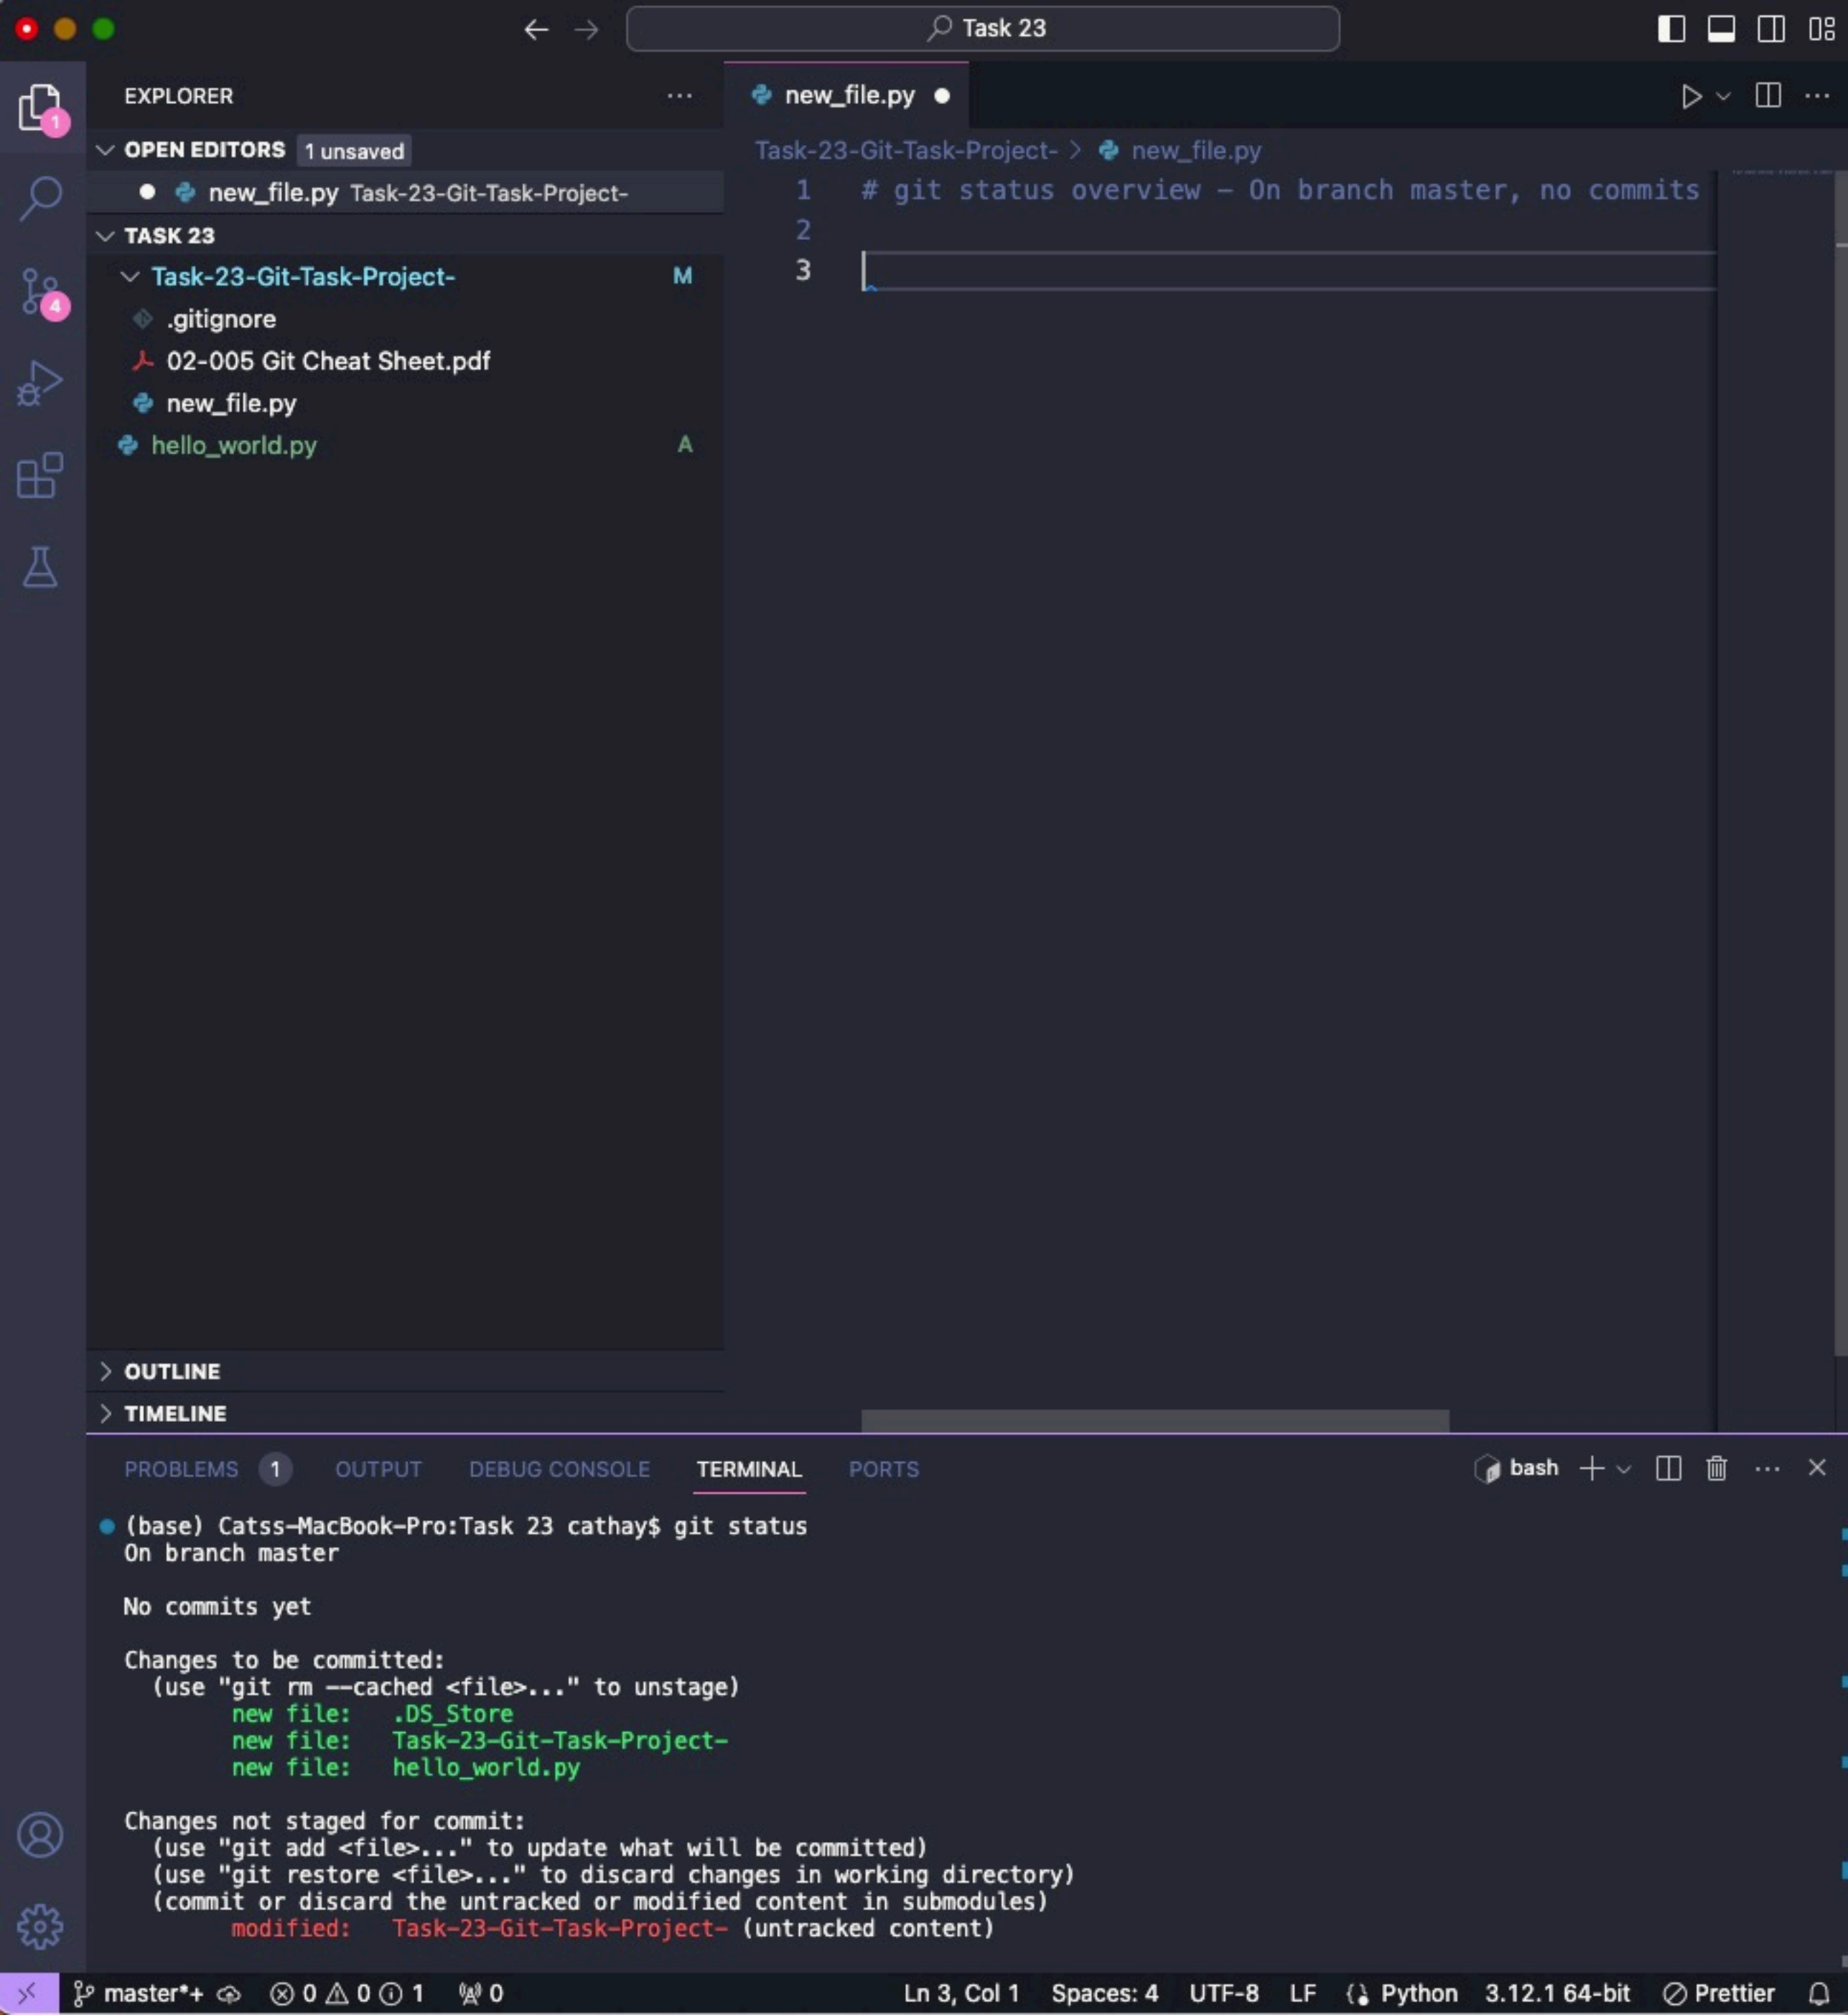 Task 23
1
EXPLORER
new_file.py
OPEN EDITORS 1 unsaved
Task-23-Git-Task-Project- > new_file.py
new_file.py Task-23-Git-Task-Project-
1 # git status overview – On branch master, no commits
TASK 23
2
4
Task-23-Git-Task-Project- M
3
.gitignore
02-005 Git Cheat Sheet.pdf
new_file.py
hello_world.py A
OUTLINE
TIMELINE
PROBLEMS 1 OUTPUT DEBUG CONSOLE TERMINAL PORTS bash
(base) Catss-MacBook-Pro:Task 23 cathay$ git status
On branch master
No commits yet
Changes to be committed:
(use "git rm --cached <file>..." to unstage)
new file: .DS_Store
new file: Task-23-Git-Task-Project-
new file: hello_world.py
Changes not staged for commit:
(use "git add <file>..." to update what will be committed)
(use "git restore <file>..." to discard changes in working directory)
(commit or discard the untracked or modified content in submodules)
modified: Task-23-Git-Task-Project- (untracked content)
master*+ 0 0 1 0 Ln 3, Col 1 Spaces: 4 UTF-8 LF Python 3.12.1 64-bit Prettier